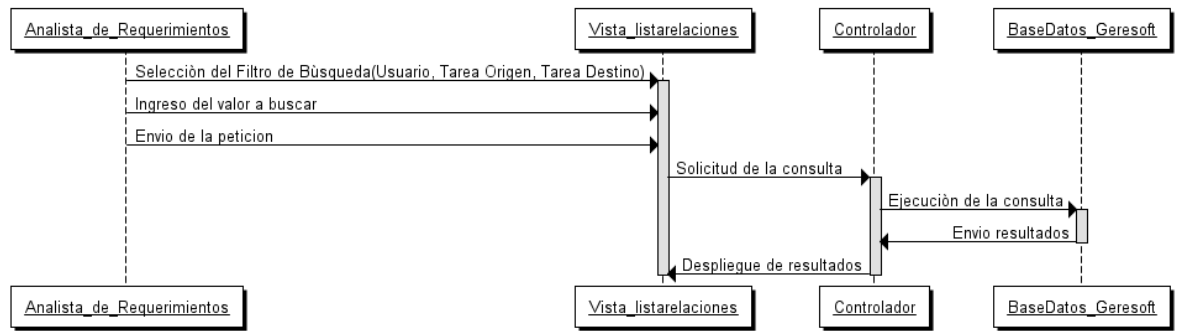 Analista_de_Requerimientos Vista_listarelaciones Controlador BaseDatos_Geresoft
Selecciòn del Filtro de Bùsqueda(Usuario, Tarea Origen, Tarea Destino)
Ingreso del valor a buscar
Envio de la peticion
Solicitud de la consulta
Ejecuciòn de la consulta
Envio resultados
Despliegue de resultados
Analista_de_Requerimientos Vista_listarelaciones Controlador BaseDatos_Geresoft